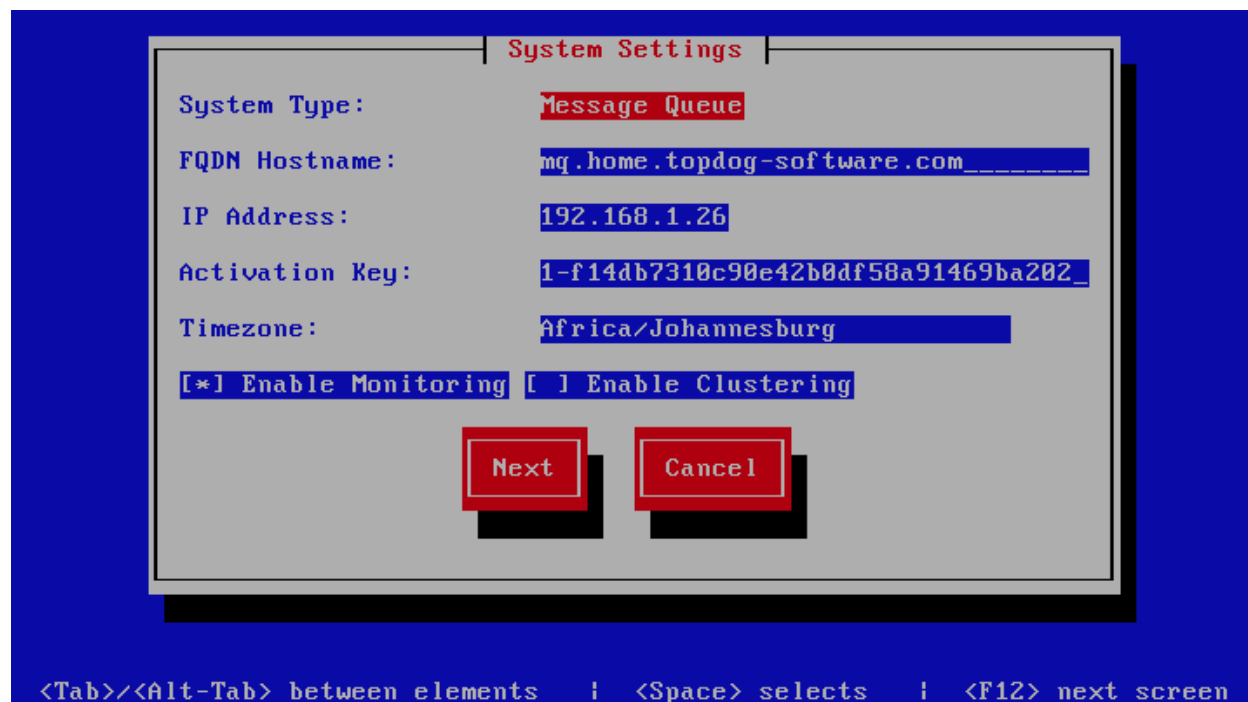 System Settings
System Type: Message Queue
FQDN Hostname: mq.home.topdog-software.com________
IP Address: 192.168.1.26
Activation Key: 1-f14db7310c90e42b0df58a91469ba202_
Timezone: Africa/Johannesburg
[*] Enable Monitoring [ ] Enable Clustering
Next Cancel
<Tab>/<Alt-Tab> between elements | <Space> selects | <F12> next screen